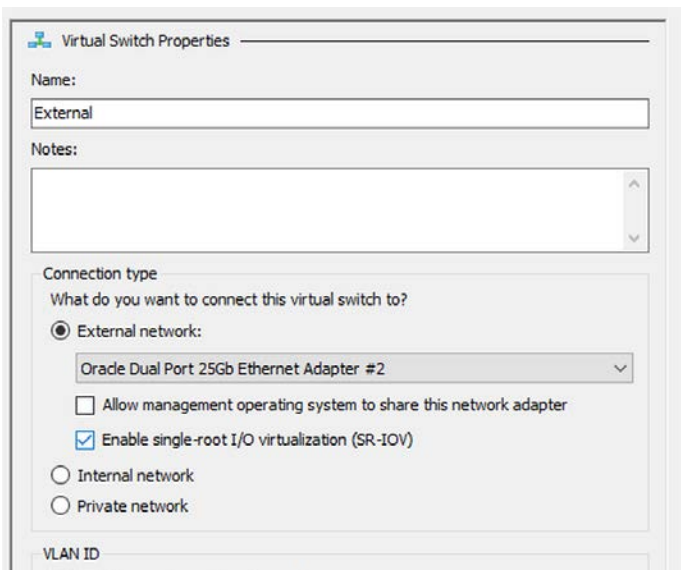 Virtual Switch Properties
Name:
External
Notes:
Connection type
What do you want to connect this virtual switch to?
External network:
Oracle Dual Port 25Gb Ethernet Adapter #2
Allow management operating system to share this network adapter
Enable single-root I/O virtualization (SR-IOV)
Internal network
Private network
VLAN ID